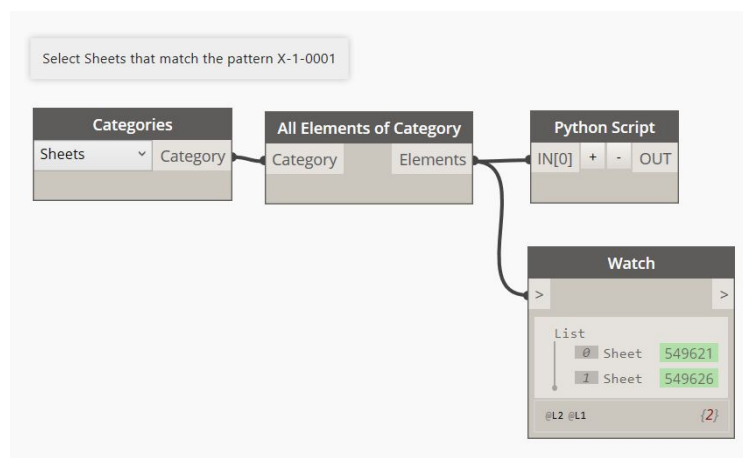 Select Sheets that match the pattern X-1-0001
Categories
Sheets Category
All Elements of Category
Category Elements
Python Script
IN[0] + - OUT
Watch
> >
List
0 Sheet 549621
1 Sheet 549626
@L2 @L1 {2}